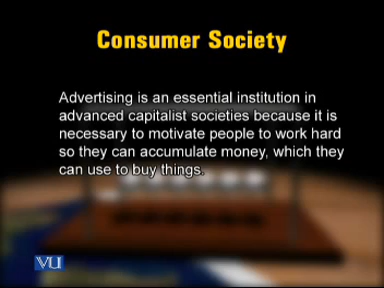 Consumer Society
Advertising is an essential institution in
advanced capitalist societies because it is
necessary to motivate people to work hard
so they can accumulate money, which they
can use to buy things.
VU